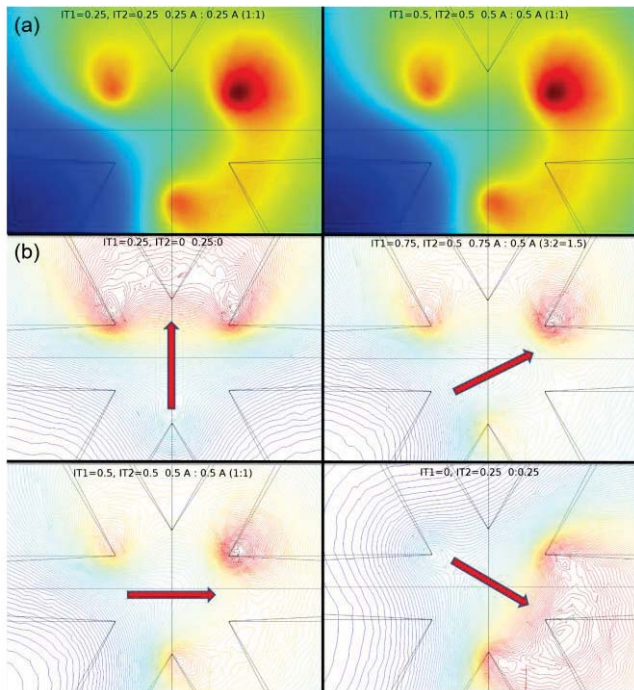 (a)
IT1=0.25, IT2=0.25 0.25 A : 0.25 A (1:1)
IT1=0.5, IT2=0.5 0.5 A : 0.5 A (1:1)
(b)
IT1=0.25, IT2=0 0.25:0
IT1=0.75, IT2=0.5 0.75 A : 0.5 A (3:2=1.5)
IT1=0.5, IT2=0.5 0.5 A : 0.5 A (1:1)
IT1=0, IT2=0.25 0:0.25